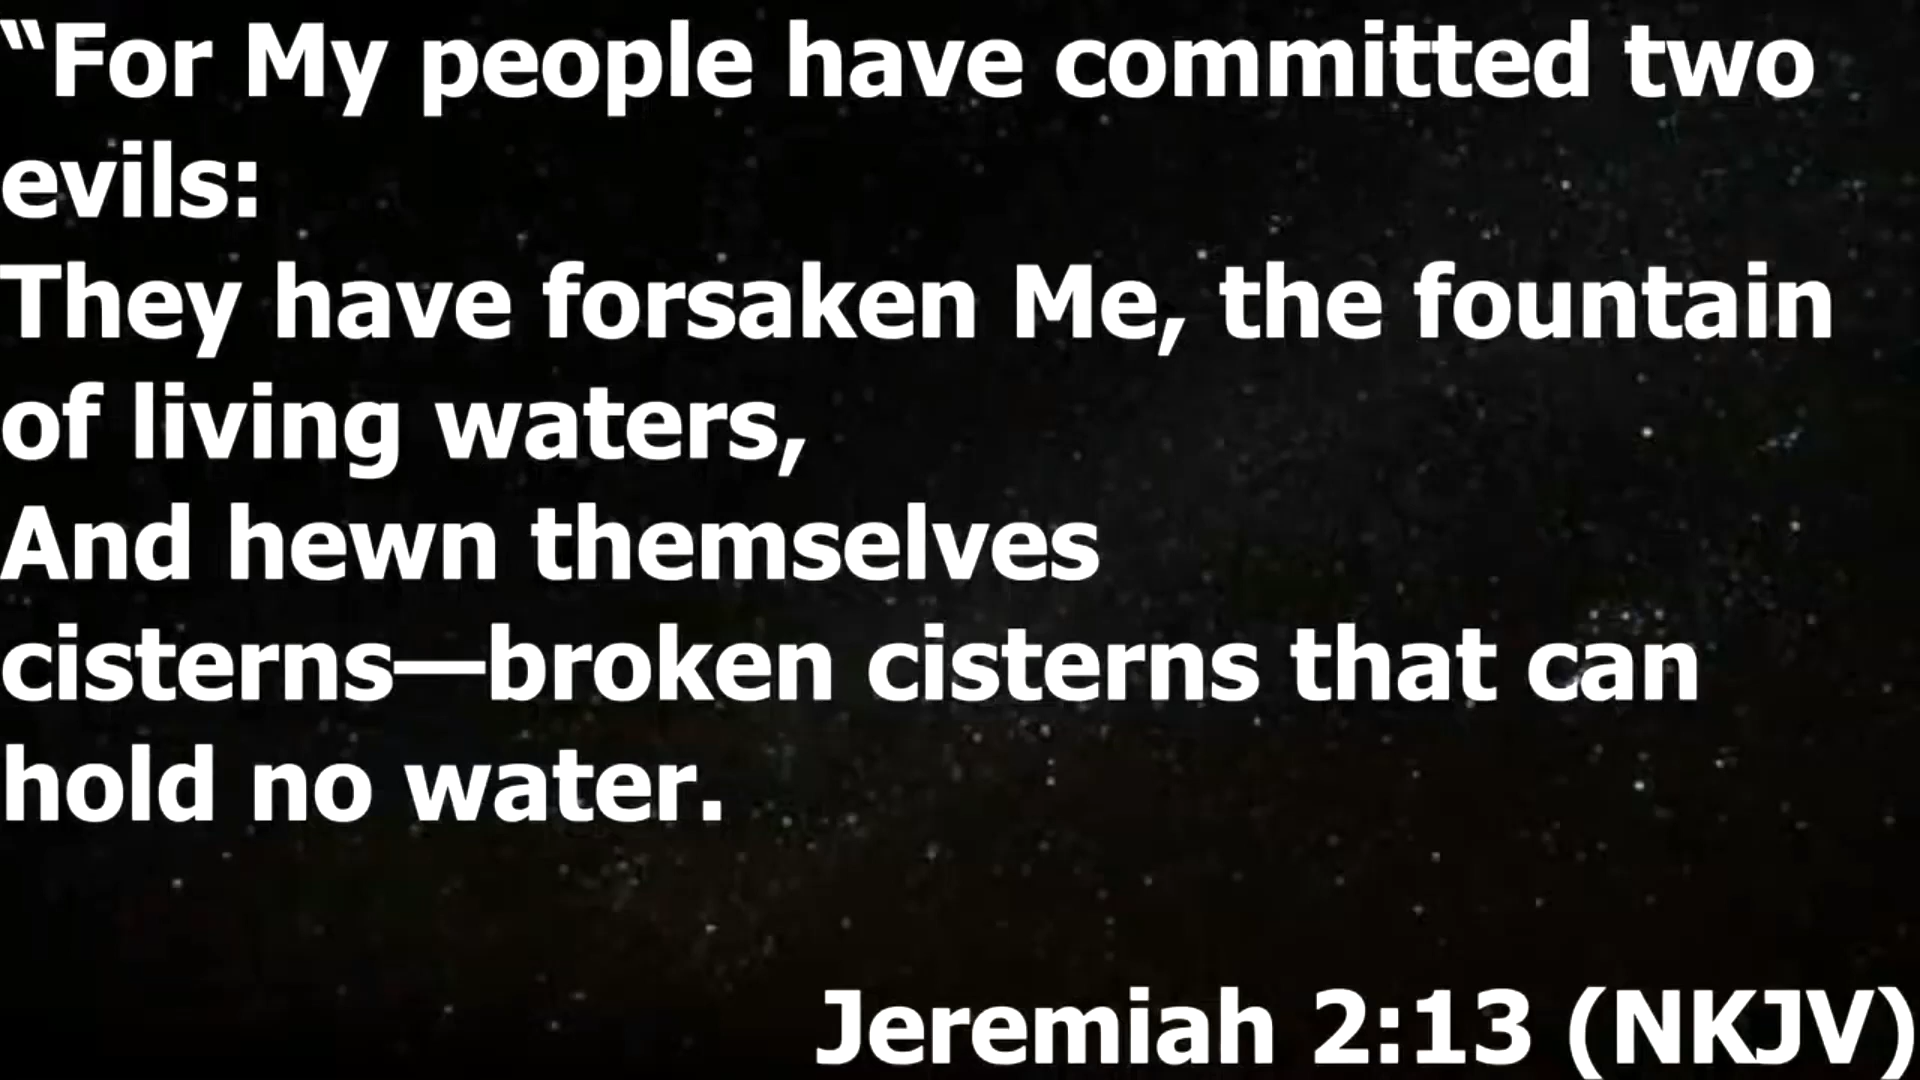 “For My people have committed two
evils:
They have forsaken Me, the fountain
of living waters,
And hewn themselves
cisterns—broken cisterns that can
hold no water.
Jeremiah 2:13 (NKJV)